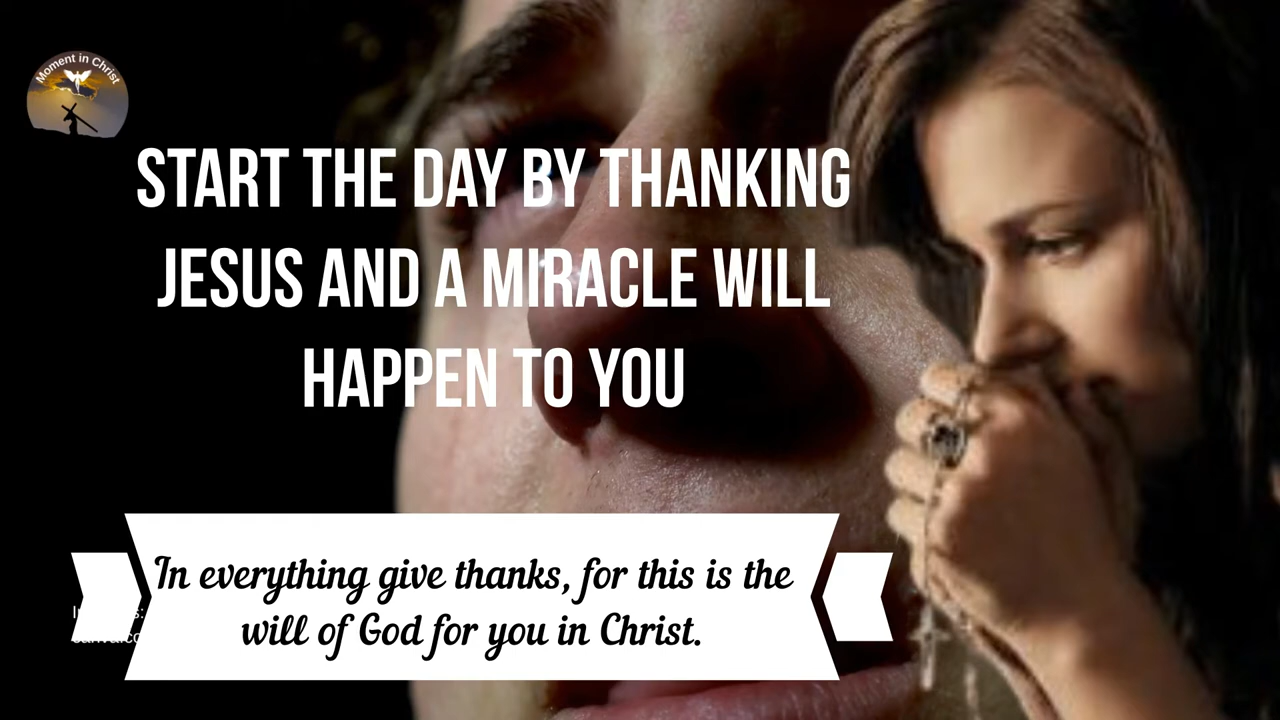 Moment in Christ
START THE DAY BY THANKING
JESUS AND A MIRACLE WILL
HAPPEN TO YOU
In everything give thanks, for this is the
will of God for you in Christ.